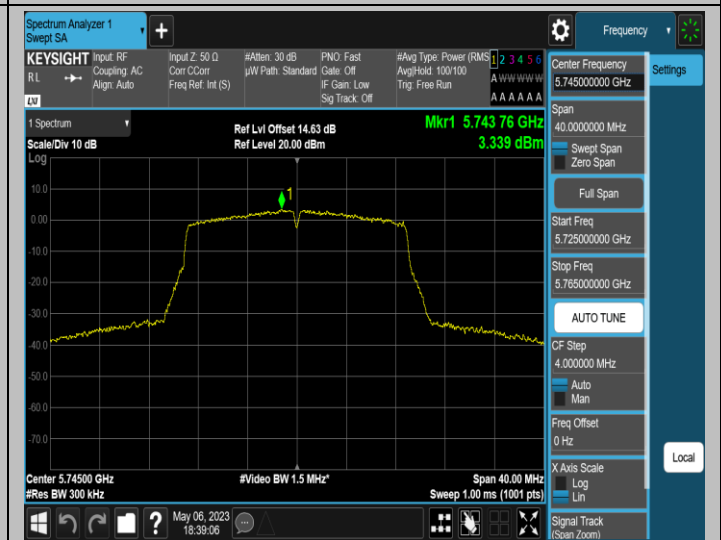 Spectrum Analyzer 1
Swept SA
+
Frequency
KEYSIGHT
RL
LXI
Input: RF
Coupling: AC
Align: Auto
Input Z: 50 Ω
Corr CCorr
Freq Ref: Int (S)
#Atten: 30 dB
µW Path: Standard
PNO: Fast
Gate: Off
IF Gain: Low
Sig Track: Off
#Avg Type: Power (RMS
Avg|Hold: 100/100
Trig: Free Run
1 2 3 4 5 6
A W W W W W
A A A A A A
Center Frequency
5.745000000 GHz
Settings
1 Spectrum
Scale/Div 10 dB
Log
Ref Lvl Offset 14.63 dB
Ref Level 20.00 dBm
Mkr1 5.743 76 GHz
3.339 dBm
Span
40.0000000 MHz
Swept Span
Zero Span
Full Span
Start Freq
5.725000000 GHz
Stop Freq
5.765000000 GHz
AUTO TUNE
CF Step
4.000000 MHz
Auto
Man
Freq Offset
0 Hz
X Axis Scale
Log
Lin
Signal Track
(Span Zoom)
Local
1
10.0
0.00
-10.0
-20.0
-30.0
-40.0
-50.0
-60.0
-70.0
Center 5.74500 GHz
#Res BW 300 kHz
#Video BW 1.5 MHz*
Span 40.00 MHz
Sweep 1.00 ms (1001 pts)
?
May 06, 2023
18:39:06